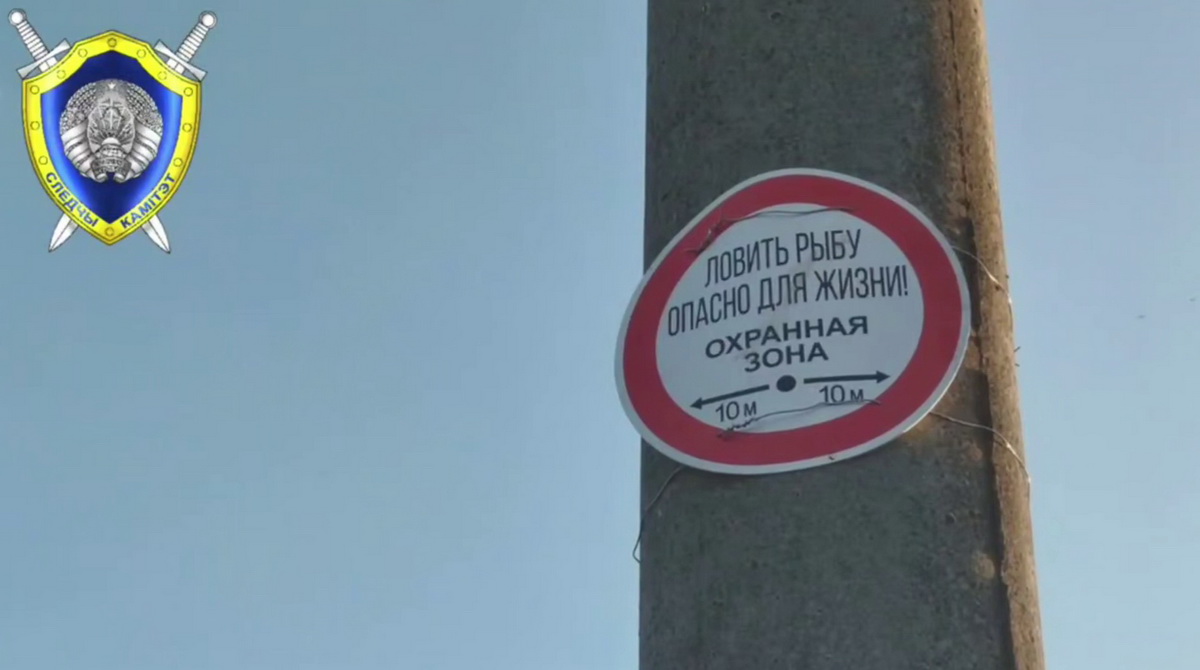 СЛЕДЧЫ КАМІТЭТ
ЛОВИТЬ РЫБУ
ОПАСНО ДЛЯ ЖИЗНИ!
ОХРАННАЯ
ЗОНА
10 м 10 м